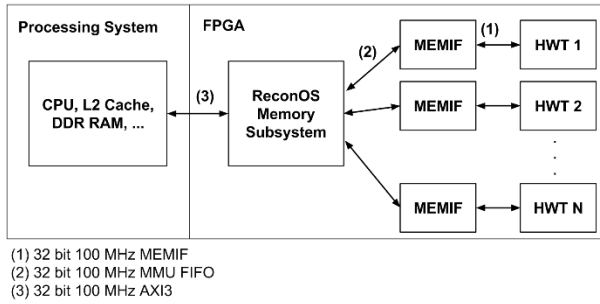 Processing System
FPGA
(1)
(2)
MEMIF
HWT 1
CPU, L2 Cache,
DDR RAM, ...
(3)
ReconOS
Memory
Subsystem
MEMIF
HWT 2
MEMIF
HWT N
(1) 32 bit 100 MHz MEMIF
(2) 32 bit 100 MHz MMU FIFO
(3) 32 bit 100 MHz AXI3